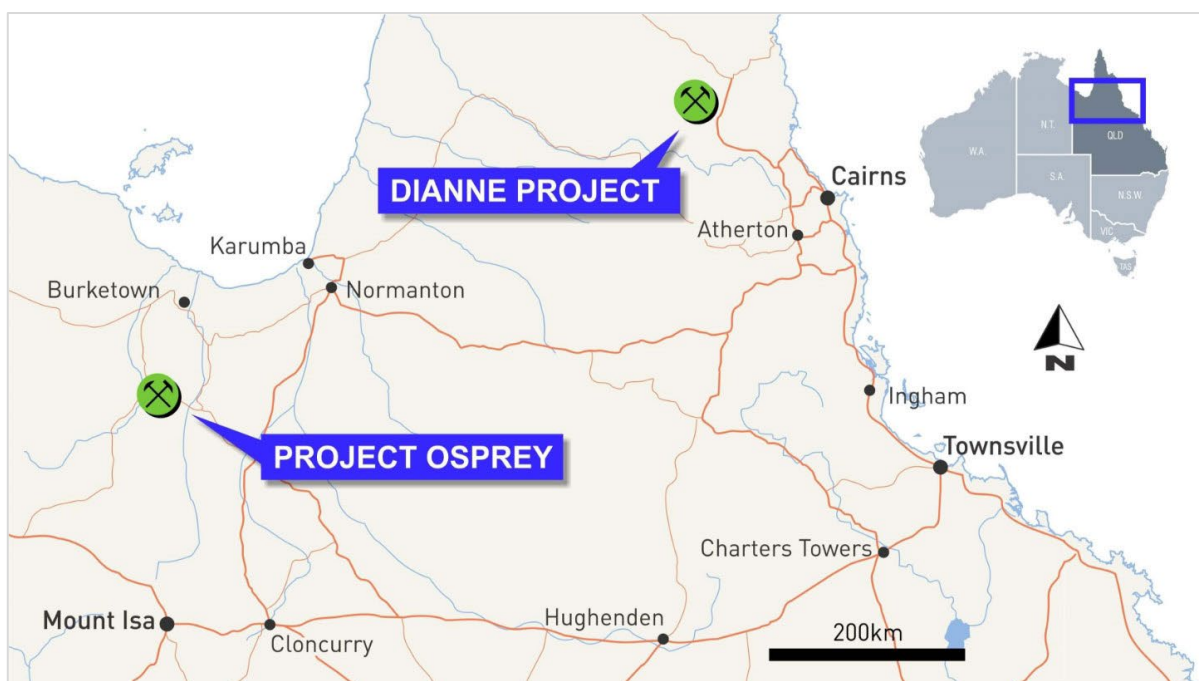 DIANNE PROJECT
Cairns
Atherton
Karumba
Burketown
Normanton
PROJECT OSPREY
Ingham
Townsville
Charters Towers
Mount Isa
Cloncurry
Hughenden
200km
N.T.
W.A.
QLD
S.A.
N.S.W.
VIC
TAS
N